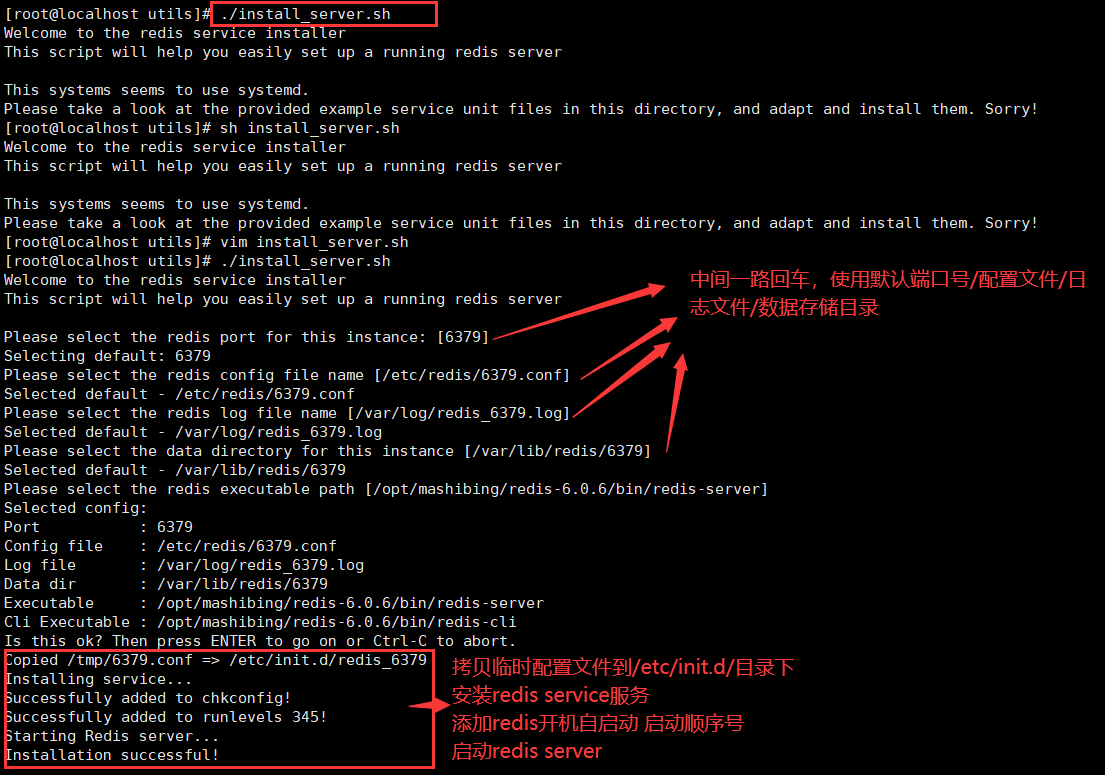 [root@localhost utils]# ./install_server.sh
Welcome to the redis service installer
This script will help you easily set up a running redis server
This systems seems to use systemd.
Please take a look at the provided example service unit files in this directory, and adapt and install them. Sorry!
[root@localhost utils]# sh install_server.sh
Welcome to the redis service installer
This script will help you easily set up a running redis server
This systems seems to use systemd.
Please take a look at the provided example service unit files in this directory, and adapt and install them. Sorry!
[root@localhost utils]# vim install_server.sh
[root@localhost utils]# ./install_server.sh
Welcome to the redis service installer
This script will help you easily set up a running redis server
中间一路回车，使用默认端口号/配置文件/日
志文件/数据存储目录
Please select the redis port for this instance: [6379]
Selecting default: 6379
Please select the redis config file name [/etc/redis/6379.conf]
Selected default - /etc/redis/6379.conf
Please select the redis log file name [/var/log/redis_6379.log]
Selected default - /var/log/redis_6379.log
Please select the data directory for this instance [/var/lib/redis/6379]
Selected default - /var/lib/redis/6379
Please select the redis executable path [/opt/mashibing/redis-6.0.6/bin/redis-server]
Selected config:
Port : 6379
Config file : /etc/redis/6379.conf
Log file : /var/log/redis_6379.log
Data dir : /var/lib/redis/6379
Executable : /opt/mashibing/redis-6.0.6/bin/redis-server
Cli Executable : /opt/mashibing/redis-6.0.6/bin/redis-cli
Is this ok? Then press ENTER to go on or Ctrl-C to abort.
Copied /tmp/6379.conf => /etc/init.d/redis_6379
Installing service...
Successfully added to chkconfig!
Successfully added to runlevels 345!
Starting Redis server...
Installation successful!
拷贝临时配置文件到/etc/init.d/目录下
安装redis service服务
添加redis开机自启动 启动顺序号
启动redis server